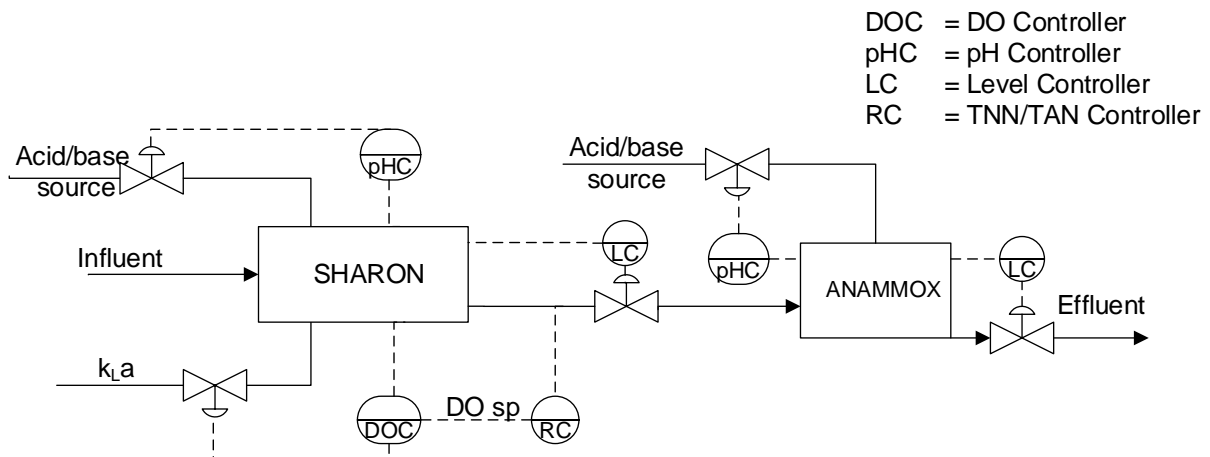 DOC = DO Controller
pHC = pH Controller
LC = Level Controller
RC = TNN/TAN Controller
Acid/base
source
pHC
Acid/base
source
Influent
SHARON
LC
pHC
ANAMMOX
LC
Effluent
kLa
DOC
DO sp
RC